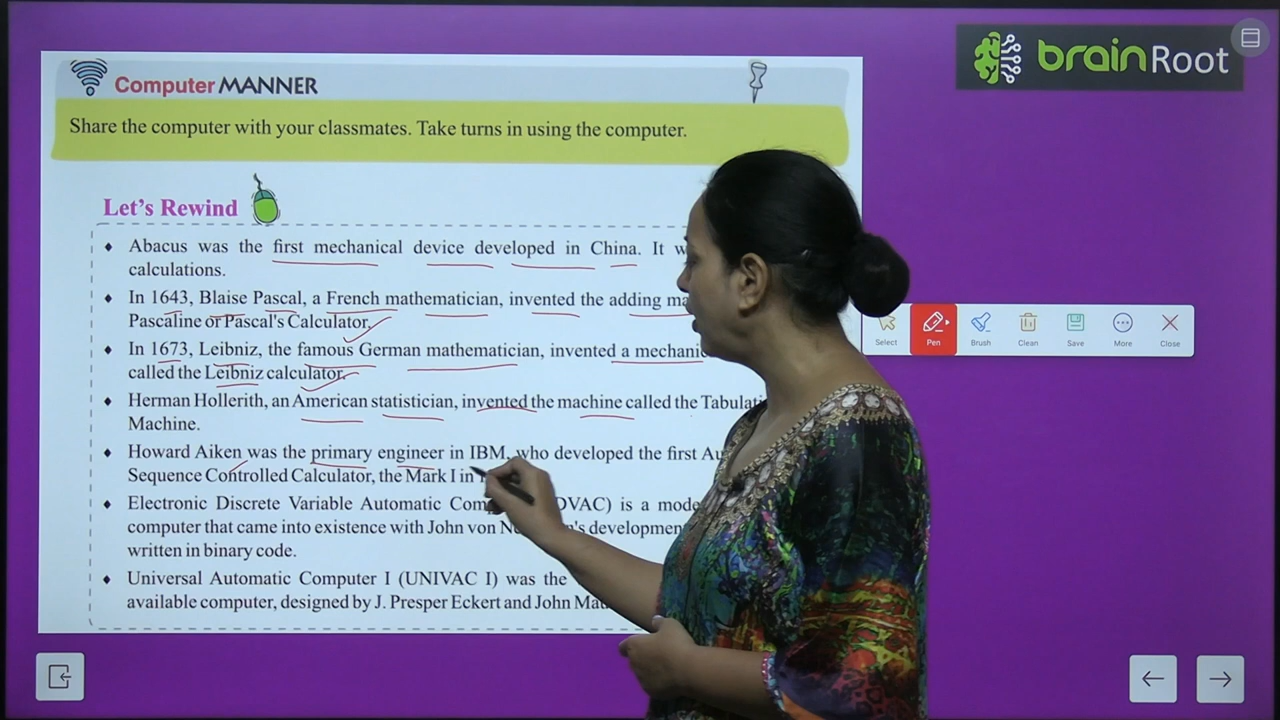 brainRoot
Computer MANNER
Share the computer with your classmates. Take turns in using the computer.
Let's Rewind
Abacus was the first mechanical device developed in China. It
calculations.
In 1643, Blaise Pascal, a French mathematician, invented the adding
Pascaline or Pascal's Calculator.
In 1673, Leibniz, the famous German mathematician, invented a
called the Leibniz calculator.
Herman Hollerith, an American statistician, invented the machine called the
Machine.
Howard Aiken was the primary engineer in IBM, who developed the first
Sequence Controlled Calculator, the Mark I in
Electronic Discrete Variable Automatic is a
computer that came into existence with John von
written in binary code.
Universal Automatic Computer I (UNIVAC I) was the
available computer, designed by J. Presper Eckert and John
Select Pen Brush Clean Save More Close